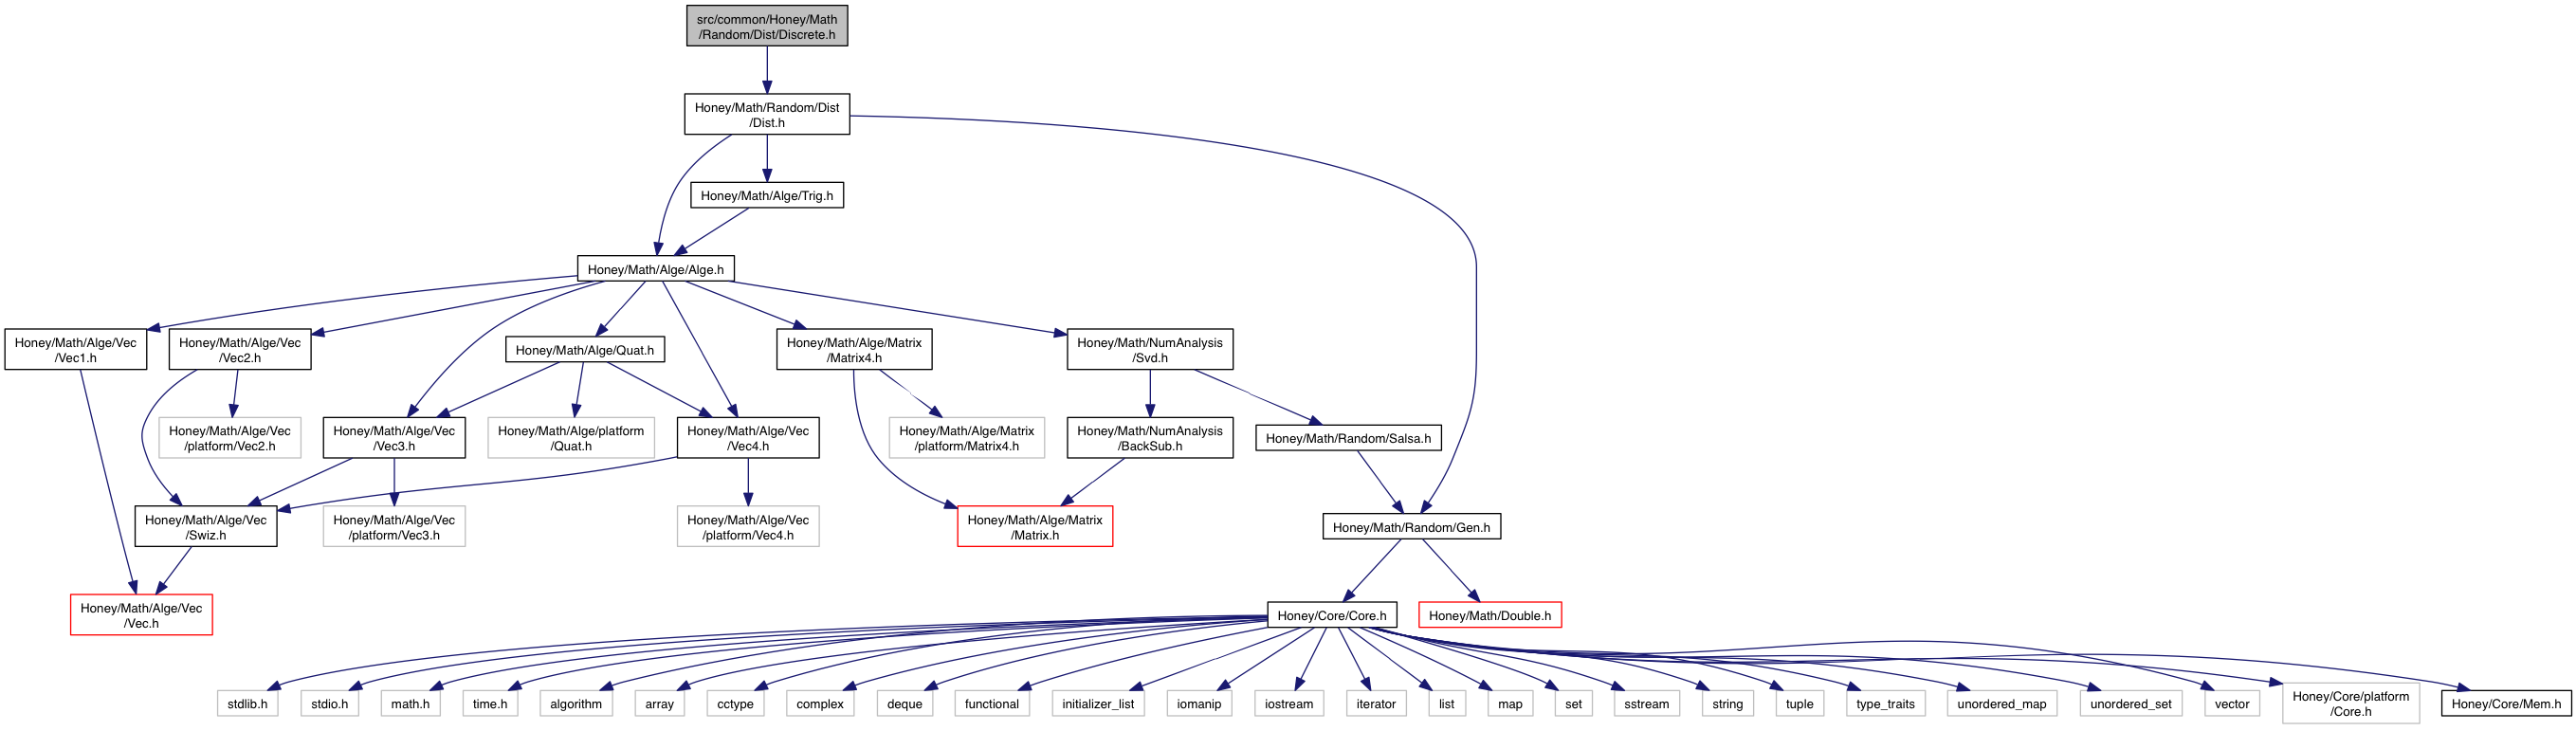 src/common/Honey/Math
/Random/Dist/Discrete.h
Honey/Math/Random/Dist
/Dist.h
Honey/Math/Alge/Trig.h
Honey/Math/Alge/Alge.h
Honey/Math/Alge/Vec
/Vec1.h
Honey/Math/Alge/Vec
/Vec2.h
Honey/Math/Alge/Quat.h
Honey/Math/Alge/Matrix
/Matrix4.h
Honey/Math/NumAnalysis
/Svd.h
Honey/Math/Alge/Vec
/platform/Vec2.h
Honey/Math/Alge/Vec
/Vec3.h
Honey/Math/Alge/platform
/Quat.h
Honey/Math/Alge/Vec
/Vec4.h
Honey/Math/Alge/Matrix
/platform/Matrix4.h
Honey/Math/NumAnalysis
/BackSub.h
Honey/Math/Random/Salsa.h
Honey/Math/Alge/Vec
/Swiz.h
Honey/Math/Alge/Vec
/platform/Vec3.h
Honey/Math/Alge/Vec
/platform/Vec4.h
Honey/Math/Alge/Matrix
/Matrix.h
Honey/Math/Random/Gen.h
Honey/Math/Alge/Vec
/Vec.h
Honey/Core/Core.h
Honey/Math/Double.h
stdlib.h
stdio.h
math.h
time.h
algorithm
array
cctype
complex
deque
functional
initializer_list
iomanip
iostream
iterator
list
map
set
sstream
string
tuple
type_traits
unordered_map
unordered_set
vector
Honey/Core/platform
/Core.h
Honey/Core/Mem.h